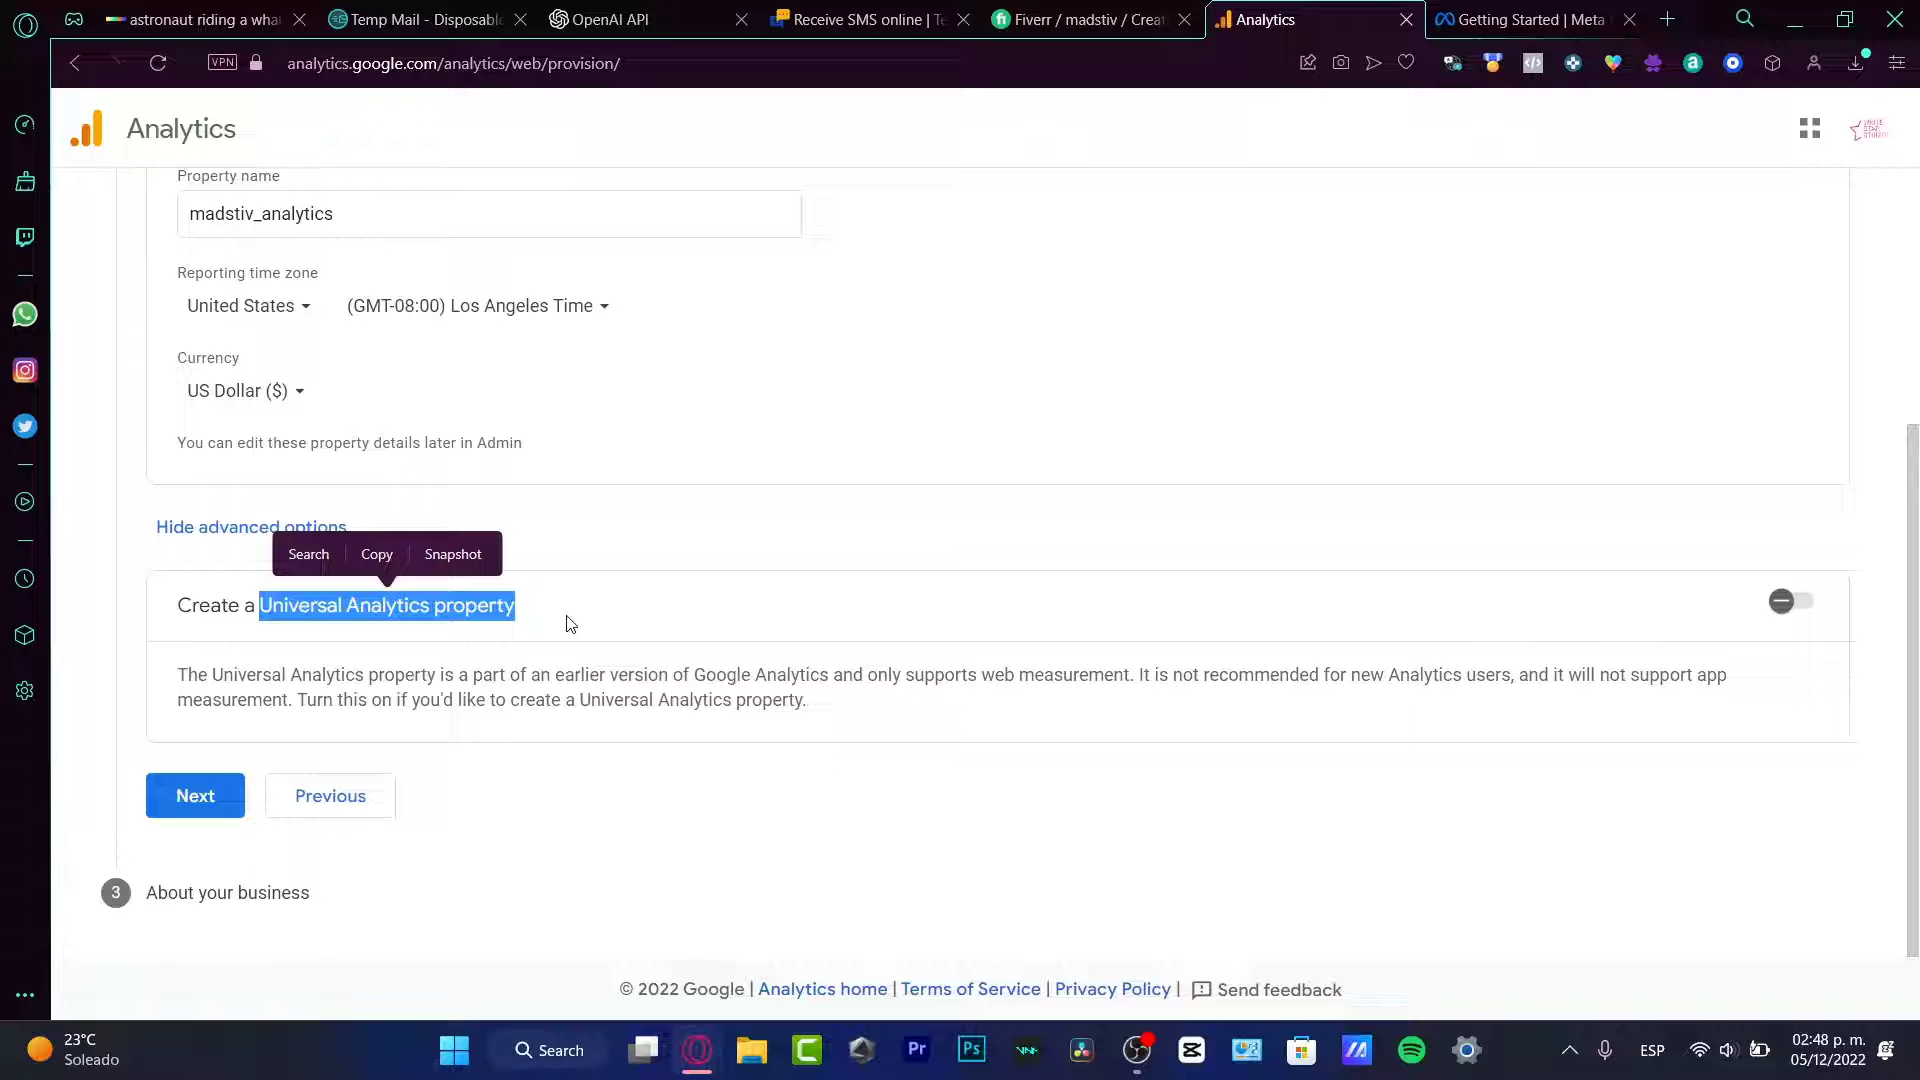 astronaut riding a wha
Temp Mail - Disposable
OpenAI API
Receive SMS online | Te
Fiverr / madstiv / Creat
Analytics
Getting Started | Meta
VPN
analytics.google.com/analytics/web/provision/
Analytics
Property name
madstiv_analytics
Reporting time zone
United States
(GMT-08:00) Los Angeles Time
Currency
US Dollar ($)
You can edit these property details later in Admin
Hide advanced options
Search
Copy
Snapshot
Create a Universal Analytics property
The Universal Analytics property is a part of an earlier version of Google Analytics and only supports web measurement. It is not recommended for new Analytics users, and it will not support app
measurement. Turn this on if you'd like to create a Universal Analytics property.
Next
Previous
3
About your business
© 2022 Google | Analytics home | Terms of Service | Privacy Policy | Send feedback
23°C
Soleado
Search
Pr
Ps
ESP
02:48 p. m.
05/12/2022